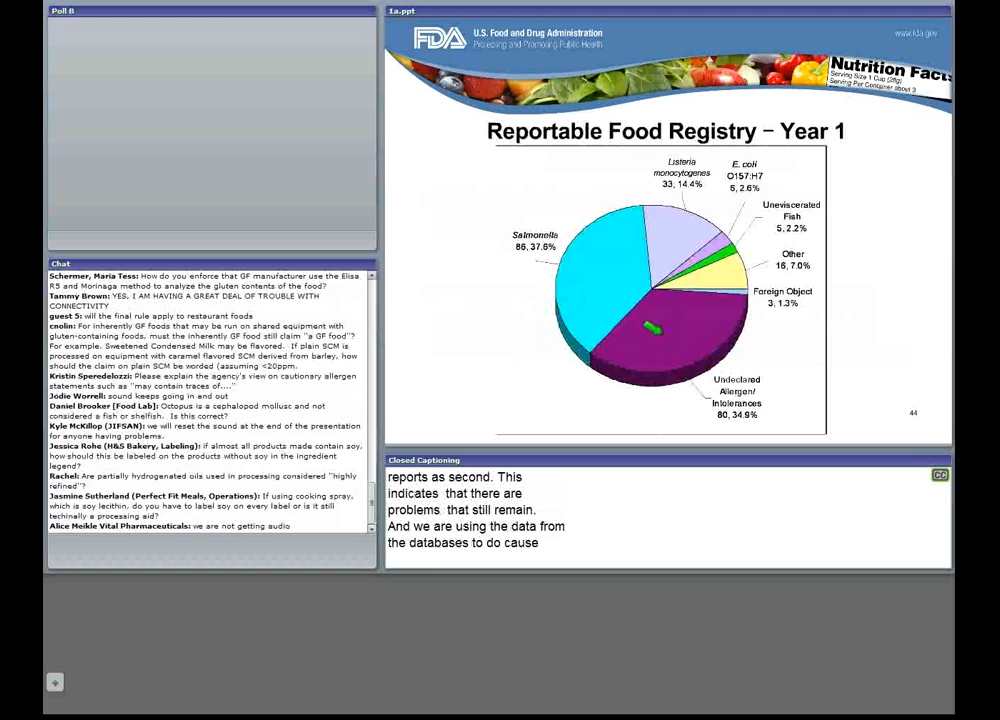 Poll B
Chat
Schermer, Maria Tess: How do you enforce that GF manufacturer use the Elisa
R5 and Morinaga method to analyze the gluten contents of the food?
Tammy Brown: YES, I AM HAVING A GREAT DEAL OF TROUBLE WITH
CONNECTIVITY
guest 5: will the final rule apply to restaurant foods
cnolin: For inherently GF foods that may be run on shared equipment with
gluten-containing foods, must the inherently GF food still claim "a GF food"?
For example, Sweetened Condensed Milk may be flavored. If plain SCM is
processed on equipment with caramel flavored SCM derived from barley, how
should the claim on plain SCM be worded (assuming <20ppm.
Kristin Speredelozzi: Please explain the agency's view on cautionary allergen
statements such as "may contain traces of...."
Jodie Worrell: sound keeps going in and out
Daniel Brooker [Food Lab]: Octopus is a cephalopod mollusc and not
considered a fish or shellfish. Is this correct?
Kyle McKillop (JIFSAN): we will reset the sound at the end of the presentation
for anyone having problems.
Jessica Rohe (H&S Bakery, Labeling): if almost all products made contain soy,
how should this be labeled on the products without soy in the ingredient
legend?
Rachel: Are partially hydrogenated oils used in processing considered "highly
refined"?
Jasmine Sutherland (Perfect Fit Meals, Operations): If using cooking spray,
which is soy lecithin, do you have to label soy on every label or is it still
techinally a processing aid?
Alice Meikle Vital Pharmaceuticals: we are not getting audio
1a.ppt
FDA
U.S. Food and Drug Administration
Protecting and Promoting Public Health
www.fda.gov
Nutrition Facts
Serving Size 1 Cup (28g)
Serving Per Container about 3
Reportable Food Registry – Year 1
Listeria
monocytogenes
33, 14.4%
E. coli
O157:H7
6, 2.6%
Uneviscerated
Fish
5, 2.2%
Other
16, 7.0%
Foreign Object
3, 1.3%
Undeclared
Allergen/
Intolerances
80, 34.9%
Salmonella
86, 37.6%
44
Closed Captioning
CC
reports as second. This
indicates that there are
problems that still remain.
And we are using the data from
the databases to do cause